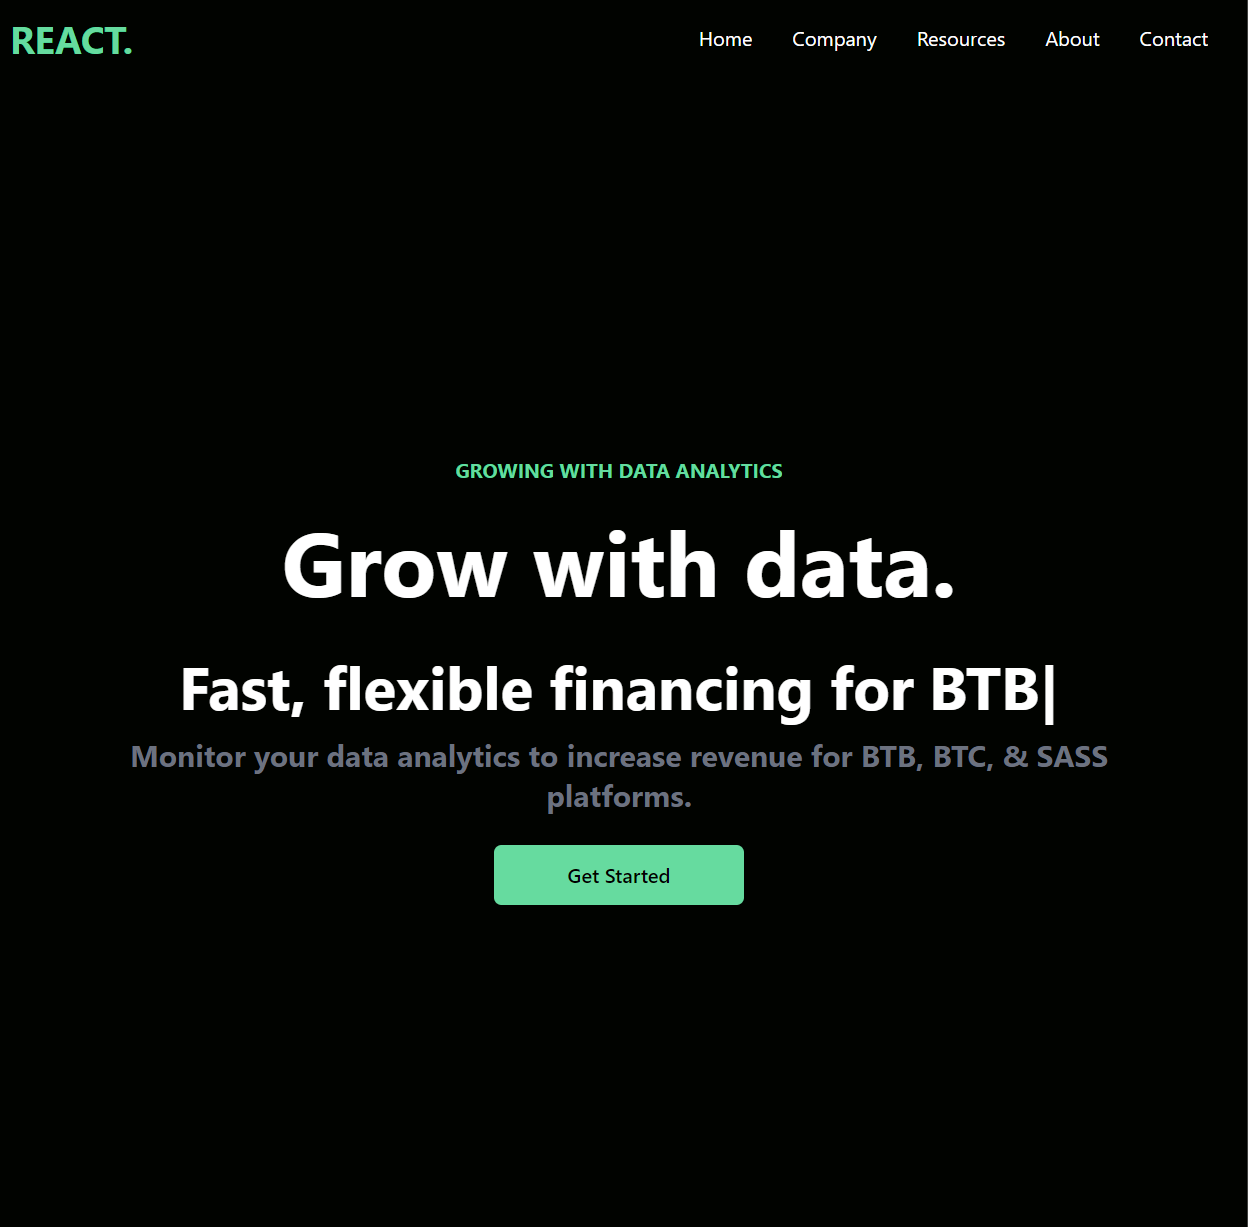 REACT.
Home Company Resources About Contact
GROWING WITH DATA ANALYTICS
Grow with data.
Fast, flexible financing for BTB|
Monitor your data analytics to increase revenue for BTB, BTC, & SASS
platforms.
Get Started